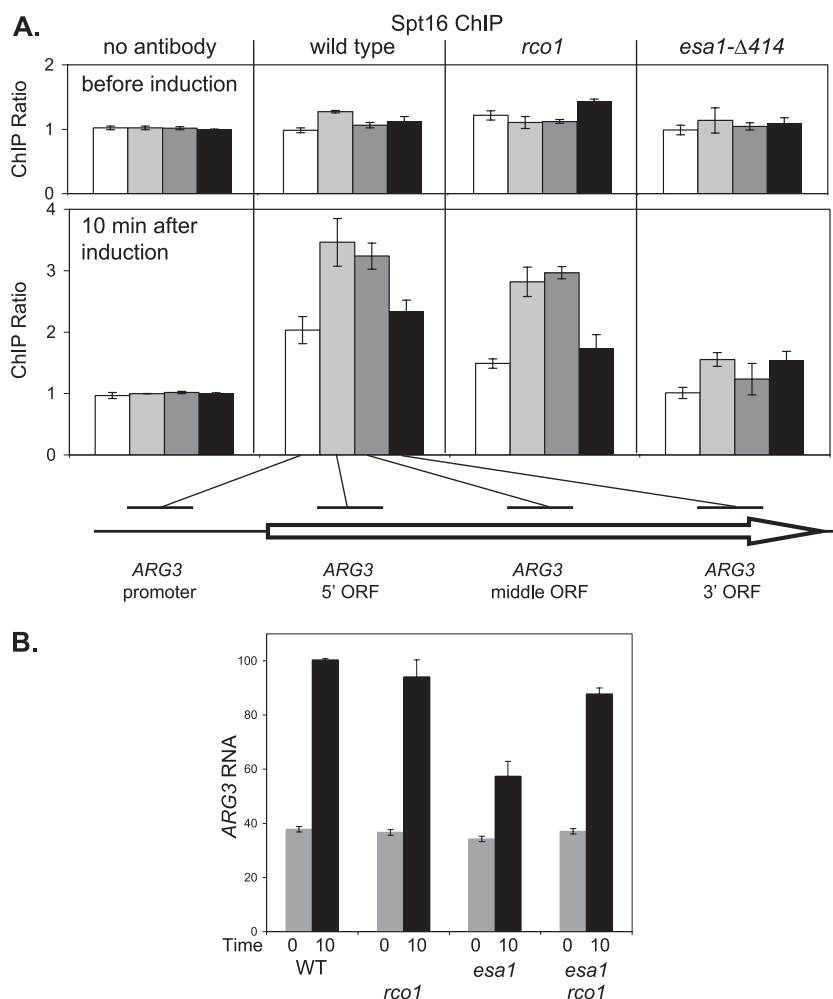 A.
Spt16 ChIP
no antibody wild type rco1 esa1-Δ414
before induction
ChIP Ratio
2
1
0
10 min after
induction
ChIP Ratio
4
3
2
1
0
ARG3
promoter
ARG3
5' ORF
ARG3
middle ORF
ARG3
3' ORF
B.
ARG3 RNA
100
80
60
40
20
0
Time 0 10 0 10 0 10 0 10
WT
rco1
esa1
esa1
rco1